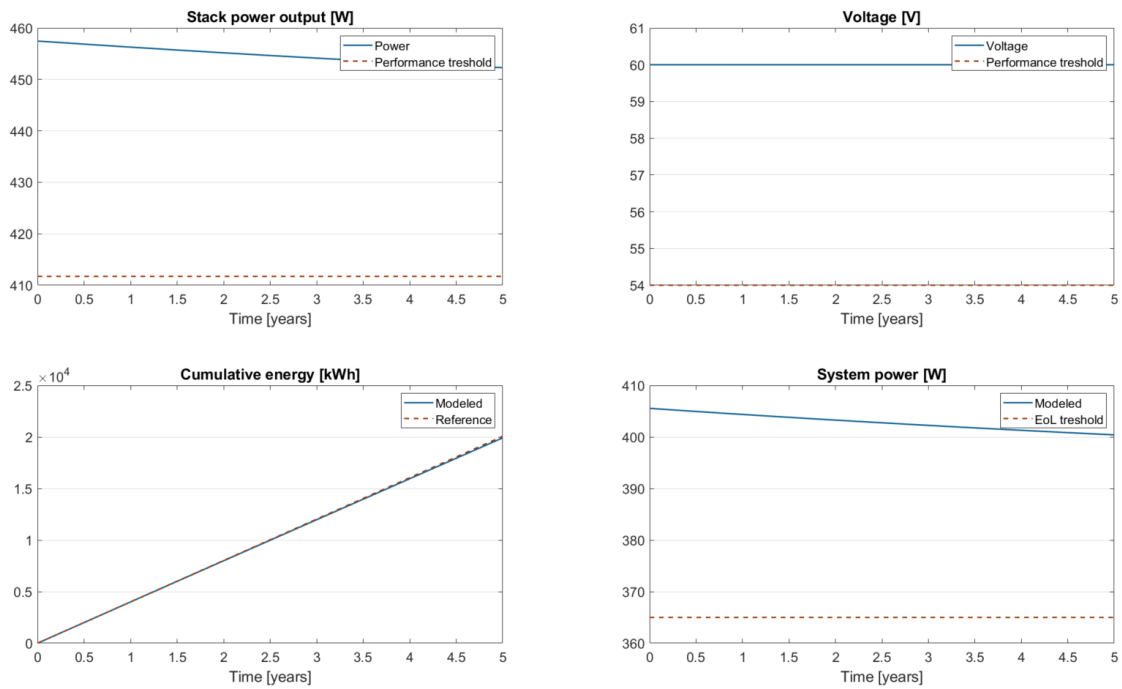 Stack power output [W]
460
450
440
430
420
410
Power
Performance treshold
0 0.5 1 1.5 2 2.5 3 3.5 4 4.5 5
Time [years]
Voltage [V]
61
60
59
58
57
56
55
54
Voltage
Performance treshold
0 0.5 1 1.5 2 2.5 3 3.5 4 4.5 5
Time [years]
Cumulative energy [kWh]
×10⁴
2.5
2
1.5
1
0.5
0
Modeled
Reference
0 0.5 1 1.5 2 2.5 3 3.5 4 4.5 5
Time [years]
System power [W]
410
400
390
380
370
360
Modeled
EoL treshold
0 0.5 1 1.5 2 2.5 3 3.5 4 4.5 5
Time [years]